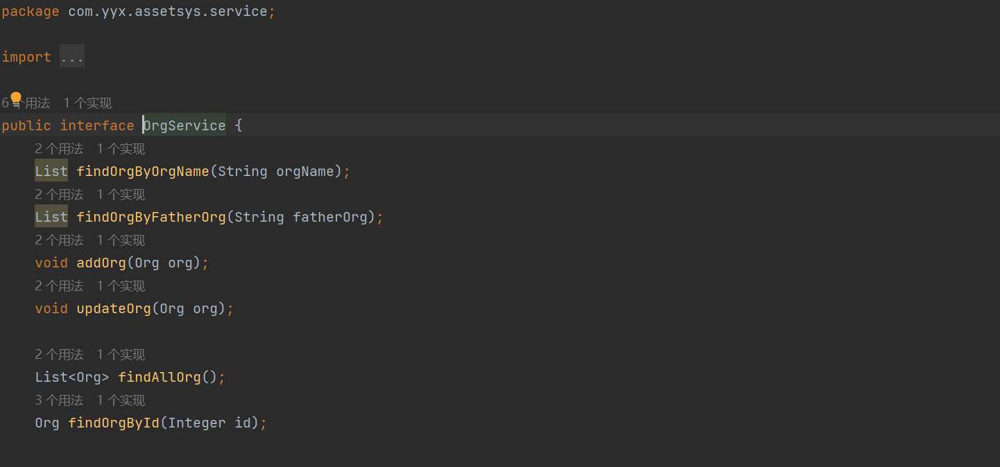 package com.yyx.assetsys.service;
import ...
6个用法 1个实现
public interface OrgService {
2个用法 1个实现
List findOrgByOrgName(String orgName);
2个用法 1个实现
List findOrgByFatherOrg(String fatherOrg);
2个用法 1个实现
void addOrg(Org org);
2个用法 1个实现
void updateOrg(Org org);
2个用法 1个实现
List<Org> findAllOrg();
3个用法 1个实现
Org findOrgById(Integer id);